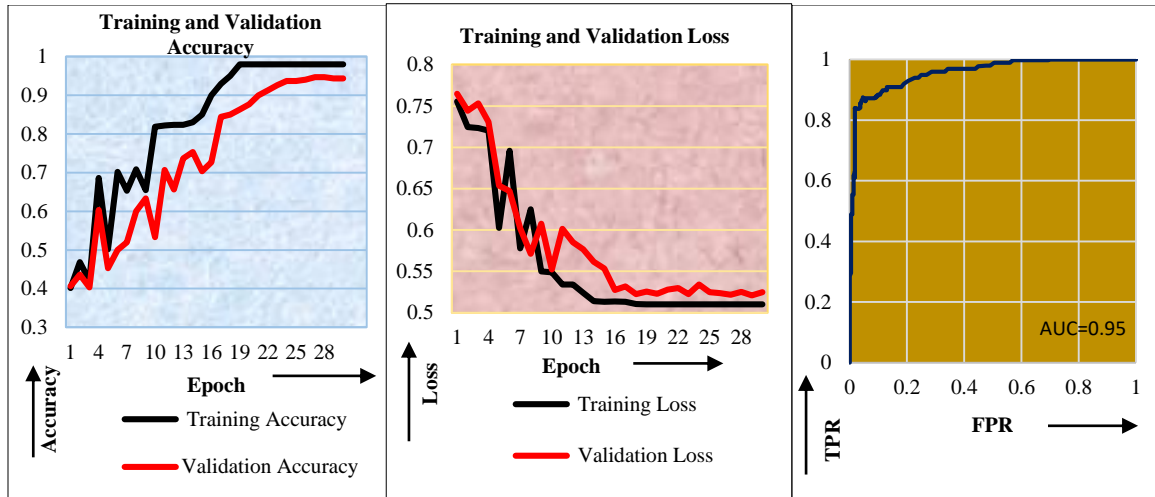 Training and Validation
Accuracy
1
0.9
0.8
0.7
0.6
0.5
0.4
0.3
1 4 7 10 13 16 19 22 25 28
Accuracy
Epoch
Training Accuracy
Validation Accuracy
Training and Validation Loss
0.8
0.75
0.7
0.65
0.6
0.55
0.5
1 4 7 10 13 16 19 22 25 28
Loss
Epoch
Training Loss
Validation Loss
1
0.8
0.6
0.4
0.2
0
AUC=0.95
0 0.2 0.4 0.6 0.8 1
TPR
FPR